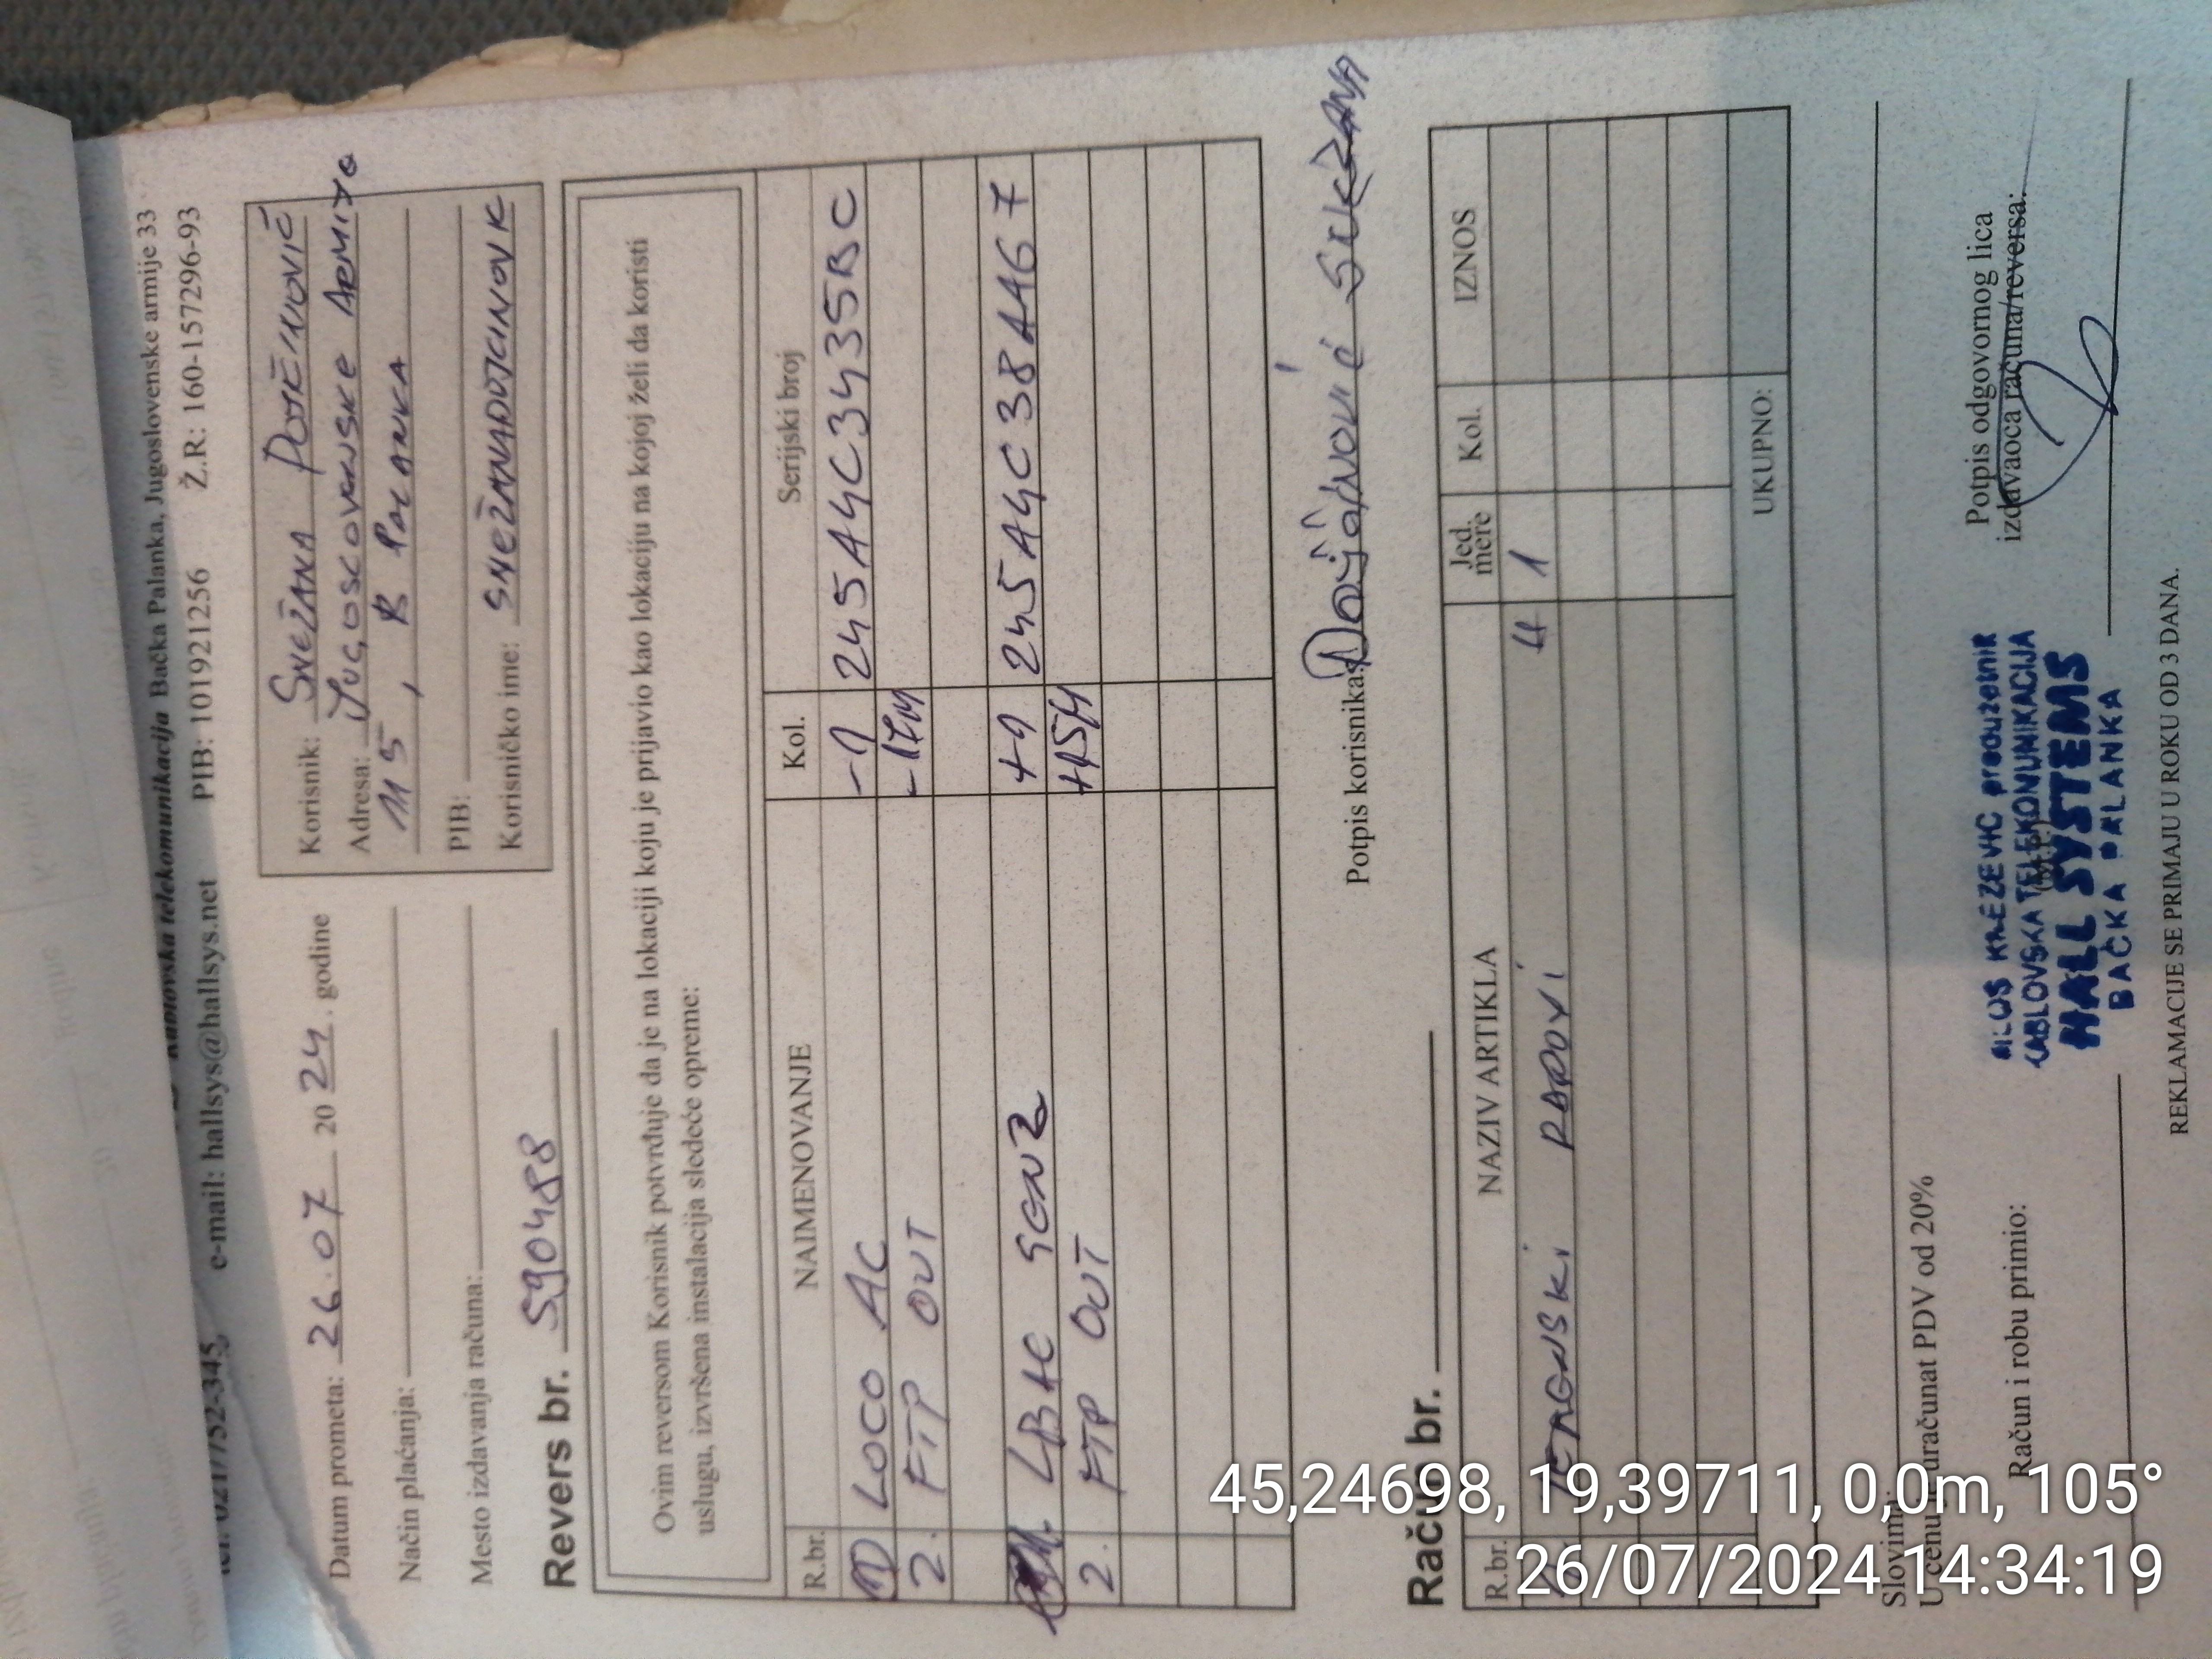 Kablovska telekomunikacija Bačka Palanka, Jugoslovenske armije 33
tel: 021/752-345 e-mail: hallsys@hallsys.net PIB: 101921256 Ž.R: 160-157296-93
Datum prometa: 26.07 2024. godine
Način plaćanja:
Mesto izdavanja računa:
Korisnik: SNEŽANA
Adresa: JUGOSLOVENSKE ARMIJE
115, B PALANKA
PIB:
Korisničko ime:
Revers br. 590488
Ovim reversom Korisnik potvrđuje da je na lokaciji koju je prijavio kao lokaciju na kojoj želi da koristi
uslugu, izvršena instalacija sledeće opreme:
R.br. NAIMENOVANJE Kol. Serijski broj
1 LOCO AC -1 245A4C3435BC
2. FTP OUT -17M
1. LBAC 5GN2 +1 245A4C38AA67
2. FTP OUT +15M
Potpis korisnika:
Račun br.
R.br. NAZIV ARTIKLA Jed. mere Kol. IZNOS
TERENSKI RADOVI H 1
UKUPNO:
Slovima:
U cenu je uračunat PDV od 20%
Račun i robu primio:
Potpis odgovornog lica
izdavaoca računa/reversa:
MILOS KNEZEVIC preduzetnik
KABLOVSKA TELEKOMUNIKACIJA
HALL SYSTEMS
BAČKA PALANKA
REKLAMACIJE SE PRIMAJU U ROKU OD 3 DANA.
45,24698, 19,39711, 0,0m, 105°
26/07/2024 14:34:19